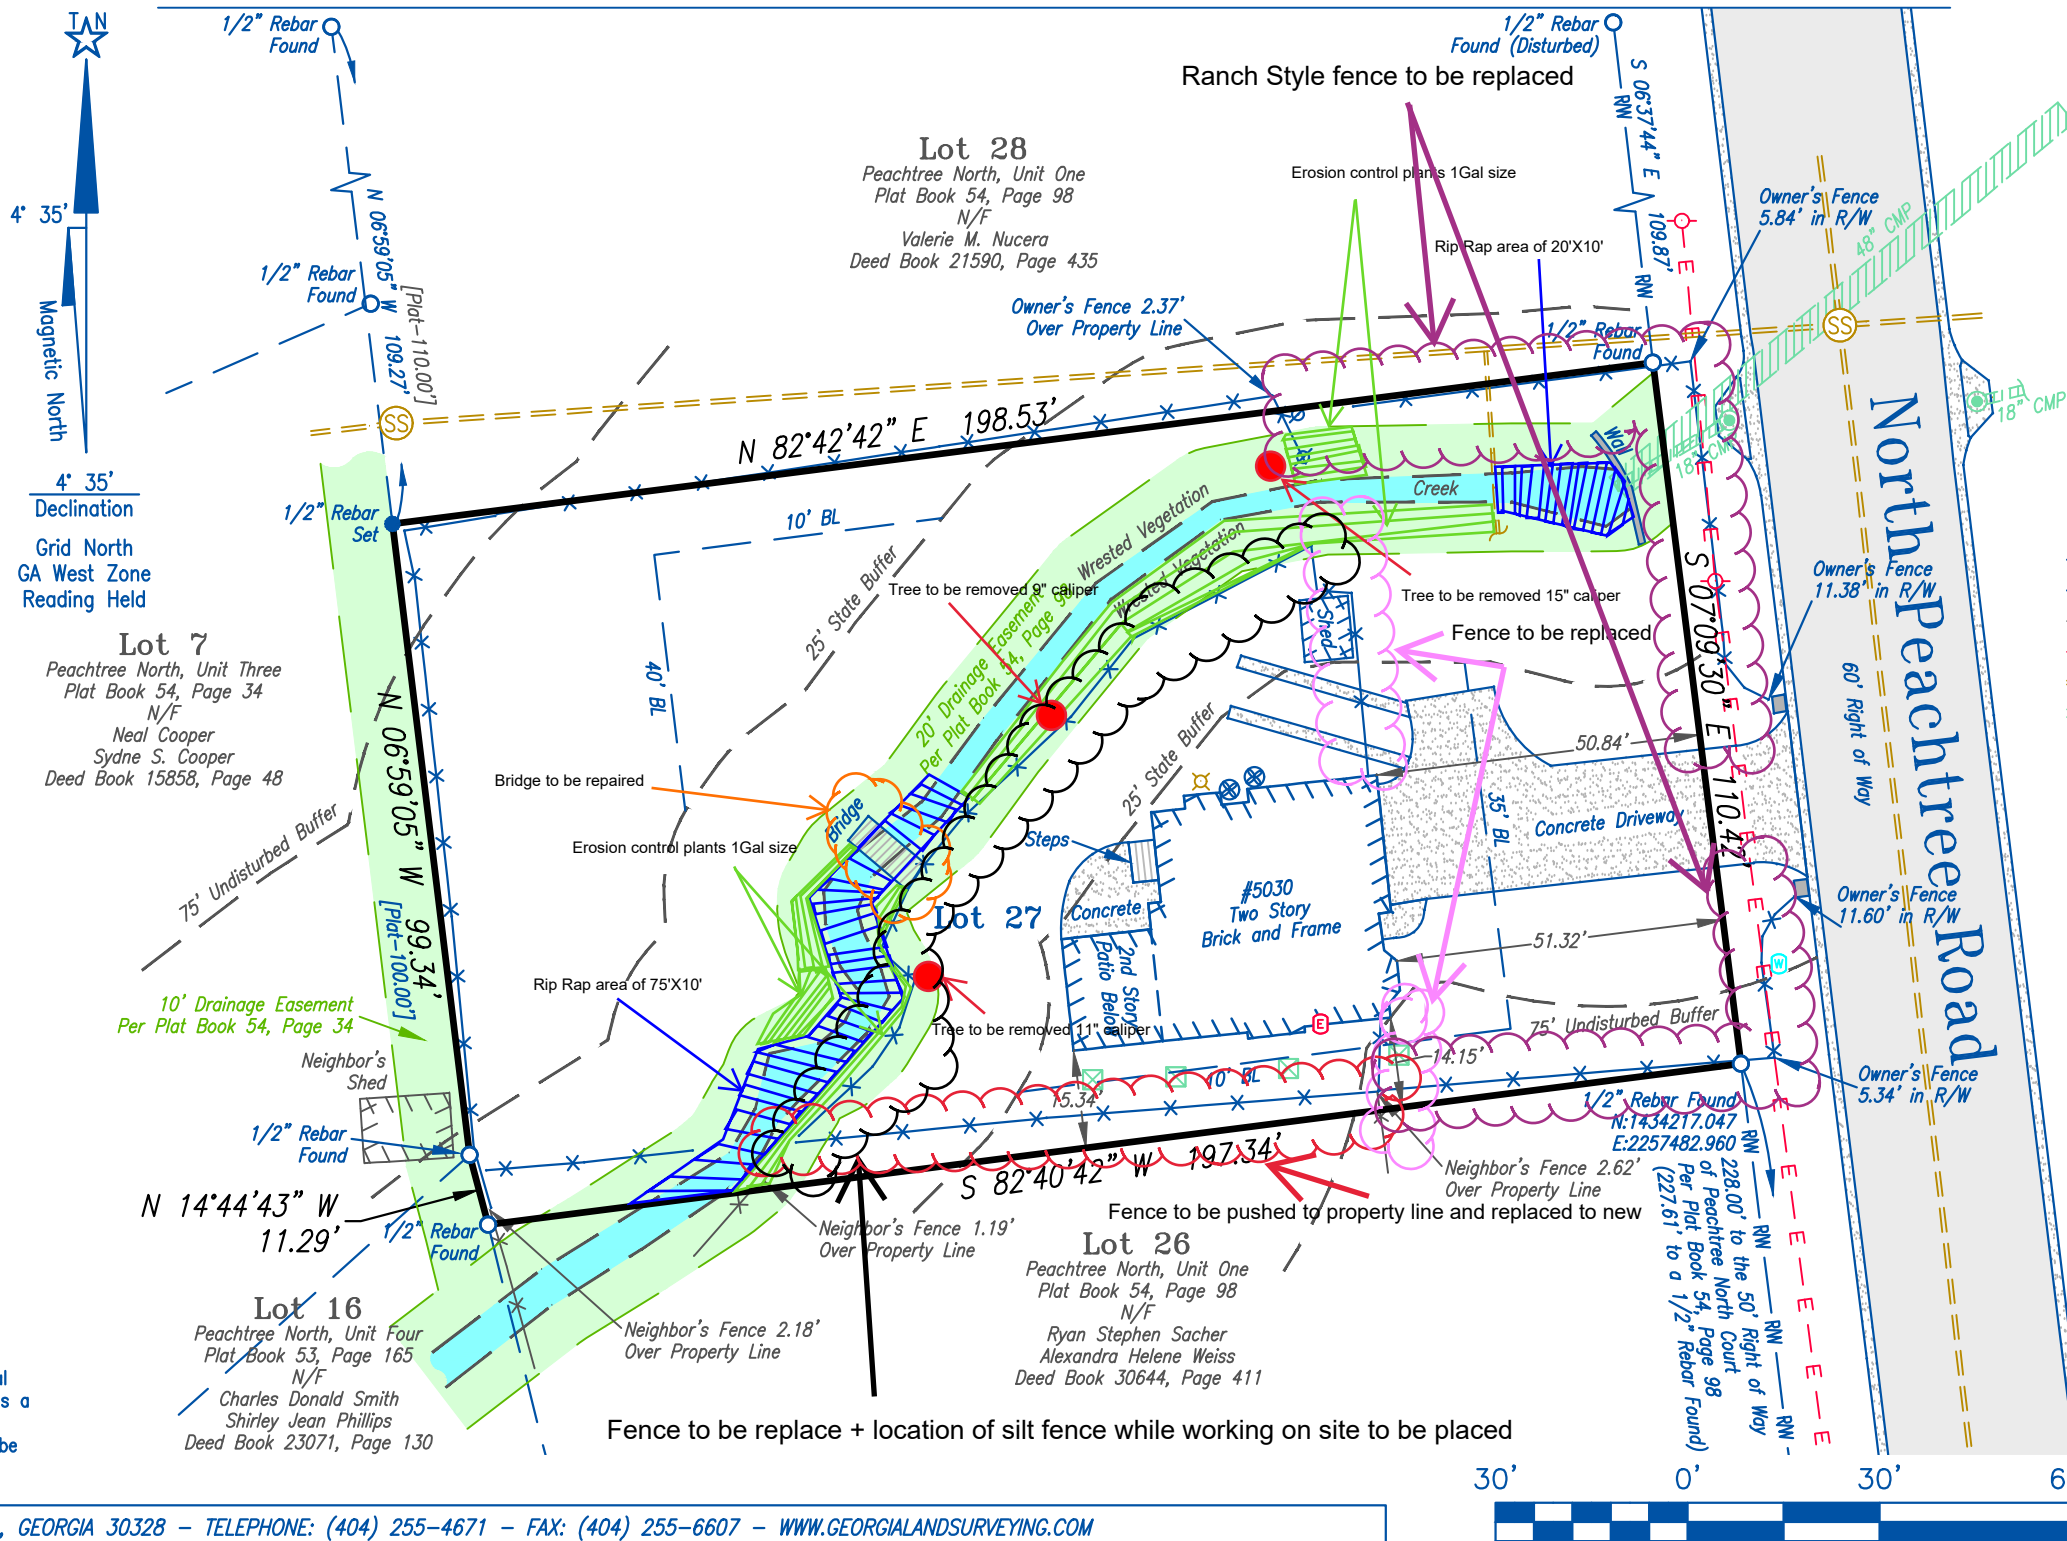 T N
4° 35'
Magnetic North
4° 35'
Declination
Grid North
GA West Zone
Reading Held
1/2" Rebar
Found
N 06°59'05" W 109.27'
[Plat-110.00']
1/2" Rebar
Found
1/2" Rebar
Set
Lot 28
Peachtree North, Unit One
Plat Book 54, Page 98
N/F
Valerie M. Nucera
Deed Book 21590, Page 435
Ranch Style fence to be replaced
1/2" Rebar
Found (Disturbed)
S 06°37'44" E 109.87'
RW
RW
RW
Erosion control plants 1Gal size
Rip Rap area of 20'X10'
Owner's Fence
5.84' in R/W
48" CMP
18" CMP
18" CMP
Owner's Fence 2.37'
Over Property Line
1/2" Rebar
Found
SS
SS
N 82°42'42" E 198.53'
Wall
Creek
10' BL
40' BL
25' State Buffer
Wrested Vegetation
Wrested Vegetation
20' Drainage Easement
Per Plat Book 54, Page 98
Tree to be removed 9" caliper
Tree to be removed 15" caliper
Fence to be replaced
Shed
S 07°09'30" E 110.42'
Owner's Fence
11.38' in R/W
North Peachtree Road
60' Right of Way
Lot 7
Peachtree North, Unit Three
Plat Book 54, Page 34
N/F
Neal Cooper
Sydne S. Cooper
Deed Book 15858, Page 48
N 06°59'05" W 99.34'
[Plat-100.00']
75' Undisturbed Buffer
Bridge to be repaired
Bridge
Erosion control plants 1Gal size
25' State Buffer
50.84'
35' BL
Concrete Driveway
Steps
Concrete
#5030
Two Story
Brick and Frame
2nd Story
Patio Below
Lot 27
51.32'
Owner's Fence
11.60' in R/W
W
E
Rip Rap area of 75'X10'
Tree to be removed 11" caliper
10' Drainage Easement
Per Plat Book 54, Page 34
Neighbor's
Shed
75' Undisturbed Buffer
14.15'
10' BL
15.34'
Owner's Fence
5.34' in R/W
1/2" Rebar
Found
1/2" Rebar Found
N:1434217.047
E:2257482.960
N 14°44'43" W
11.29'
1/2" Rebar
Found
S 82°40'42" W 197.34'
Neighbor's Fence 2.62'
Over Property Line
Fence to be pushed to property line and replaced to new
Neighbor's Fence 1.19'
Over Property Line
Lot 26
Peachtree North, Unit One
Plat Book 54, Page 98
N/F
Ryan Stephen Sacher
Alexandra Helene Weiss
Deed Book 30644, Page 411
228.00' to the 50' Right of Way
of Peachtree North Court
Per Plat Book 54, Page 98
(227.61' to a 1/2" Rebar Found)
RW
RW
RW
RW
RW
Lot 16
Peachtree North, Unit Four
Plat Book 53, Page 165
N/F
Charles Donald Smith
Shirley Jean Phillips
Deed Book 23071, Page 130
Neighbor's Fence 2.18'
Over Property Line
s a
be
Fence to be replace + location of silt fence while working on site to be placed
30' 0' 30' 6
, GEORGIA 30328 - TELEPHONE: (404) 255-4671 - FAX: (404) 255-6607 - WWW.GEORGIALANDSURVEYING.COM